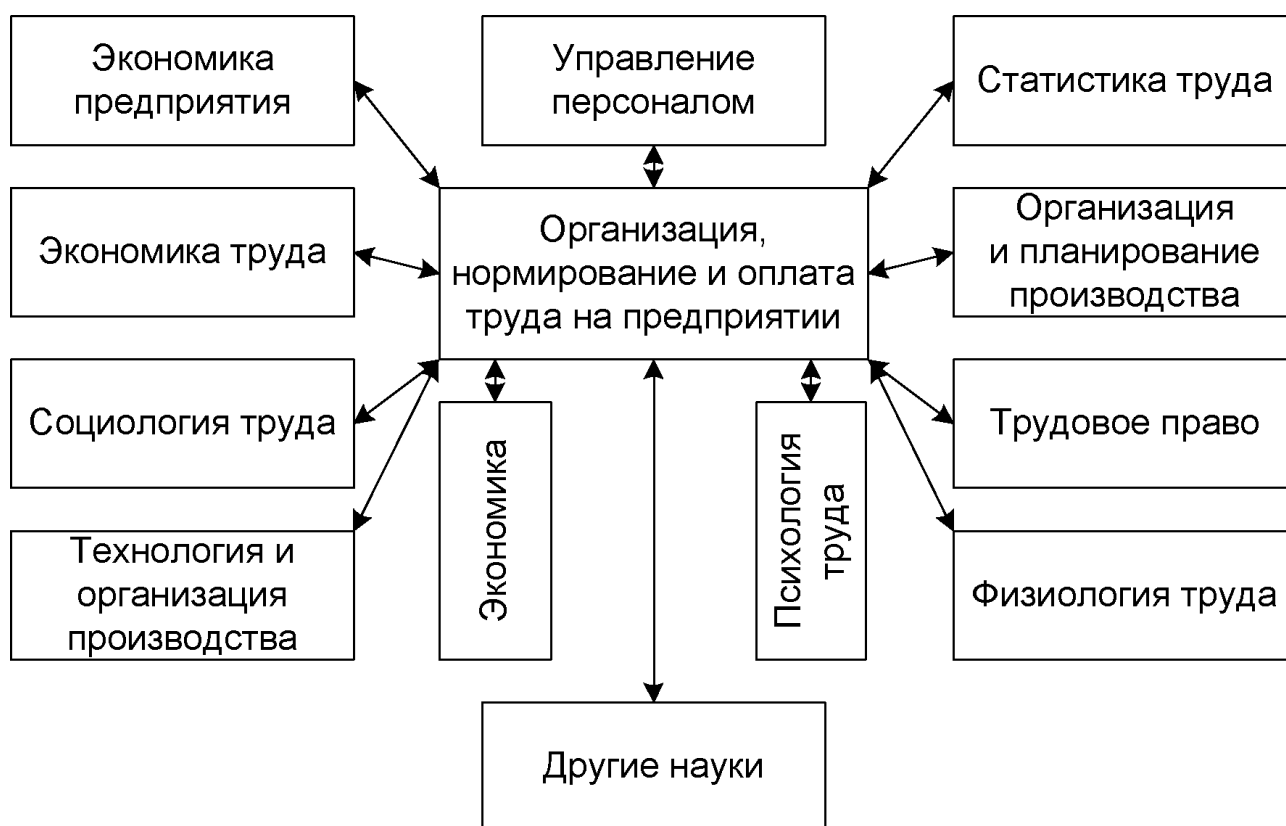 Экономика
предприятия
Управление
персоналом
Статистика труда
Экономика труда
Организация,
нормирование и оплата
труда на предприятии
Организация
и планирование
производства
Социология труда
Экономика
Психология
труда
Трудовое право
Технология и
организация
производства
Физиология труда
Другие науки